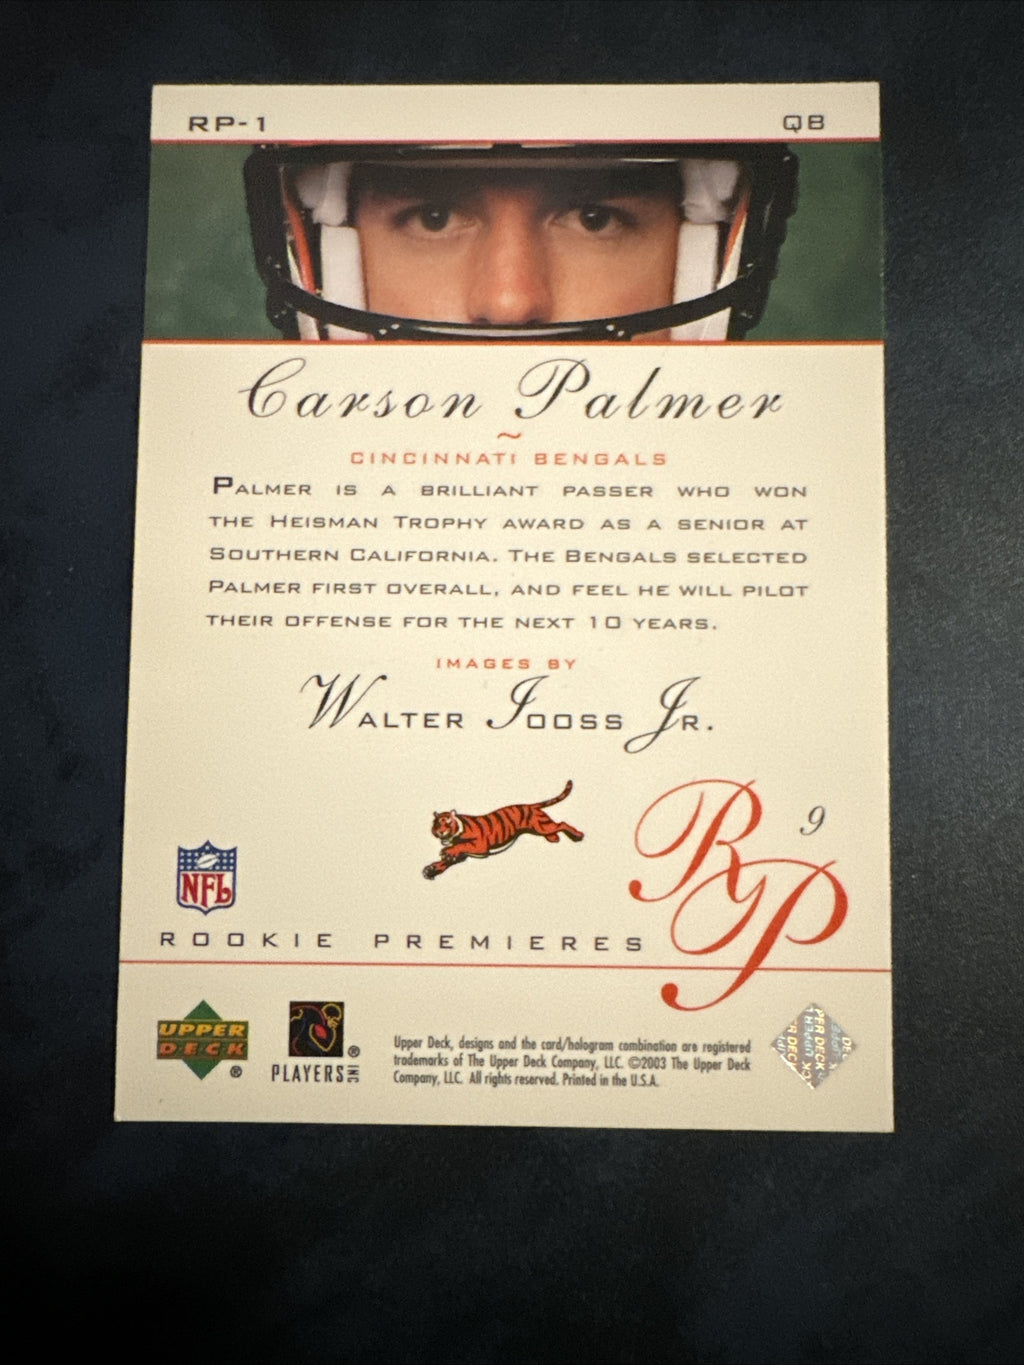 RP-1 QB
Carson Palmer
~
CINCINNATI BENGALS
PALMER IS A BRILLIANT PASSER WHO WON
THE HEISMAN TROPHY AWARD AS A SENIOR AT
SOUTHERN CALIFORNIA. THE BENGALS SELECTED
PALMER FIRST OVERALL, AND FEEL HE WILL PILOT
THEIR OFFENSE FOR THE NEXT 10 YEARS.
IMAGES BY
WALTER IOOSS JR.
RP 9
NFL
ROOKIE PREMIERES
UPPER
DECK ®
PLAYERS INC ®
Upper Deck, designs and the card/hologram combination are registered
trademarks of The Upper Deck Company, LLC. ©2003 The Upper Deck
Company, LLC. All rights reserved. Printed in the U.S.A.